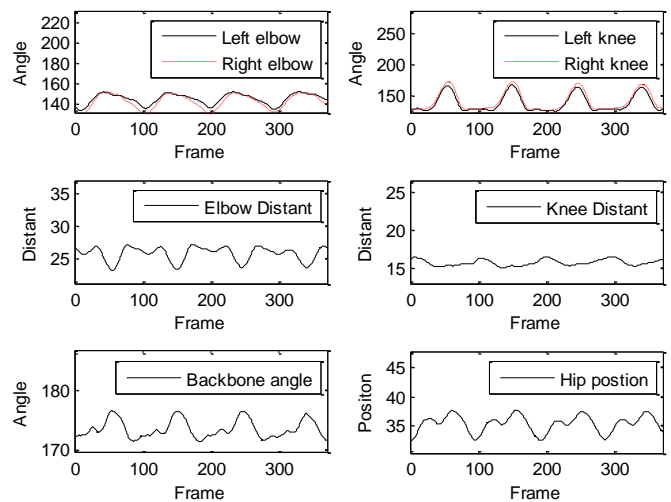 220
200
180
160
140
Angle
Left elbow
Right elbow
0 100 200 300
Frame
250
200
150
Angle
Left knee
Right knee
0 100 200 300
Frame
35
30
25
Distant
Elbow Distant
0 100 200 300
Frame
25
20
15
Distant
Knee Distant
0 100 200 300
Frame
180
170
Angle
Backbone angle
0 100 200 300
Frame
45
40
35
Positon
Hip postion
0 100 200 300
Frame